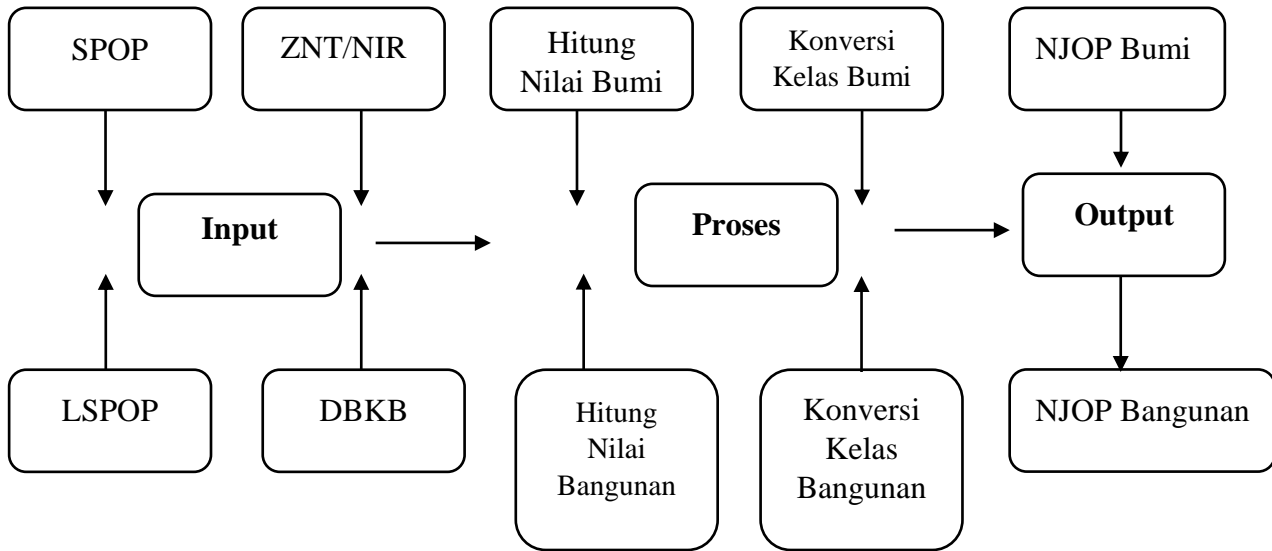 SPOP
ZNT/NIR
Hitung
Nilai Bumi
Konversi
Kelas Bumi
NJOP Bumi
Input
Proses
Output
LSPOP
DBKB
Hitung
Nilai
Bangunan
Konversi
Kelas
Bangunan
NJOP Bangunan